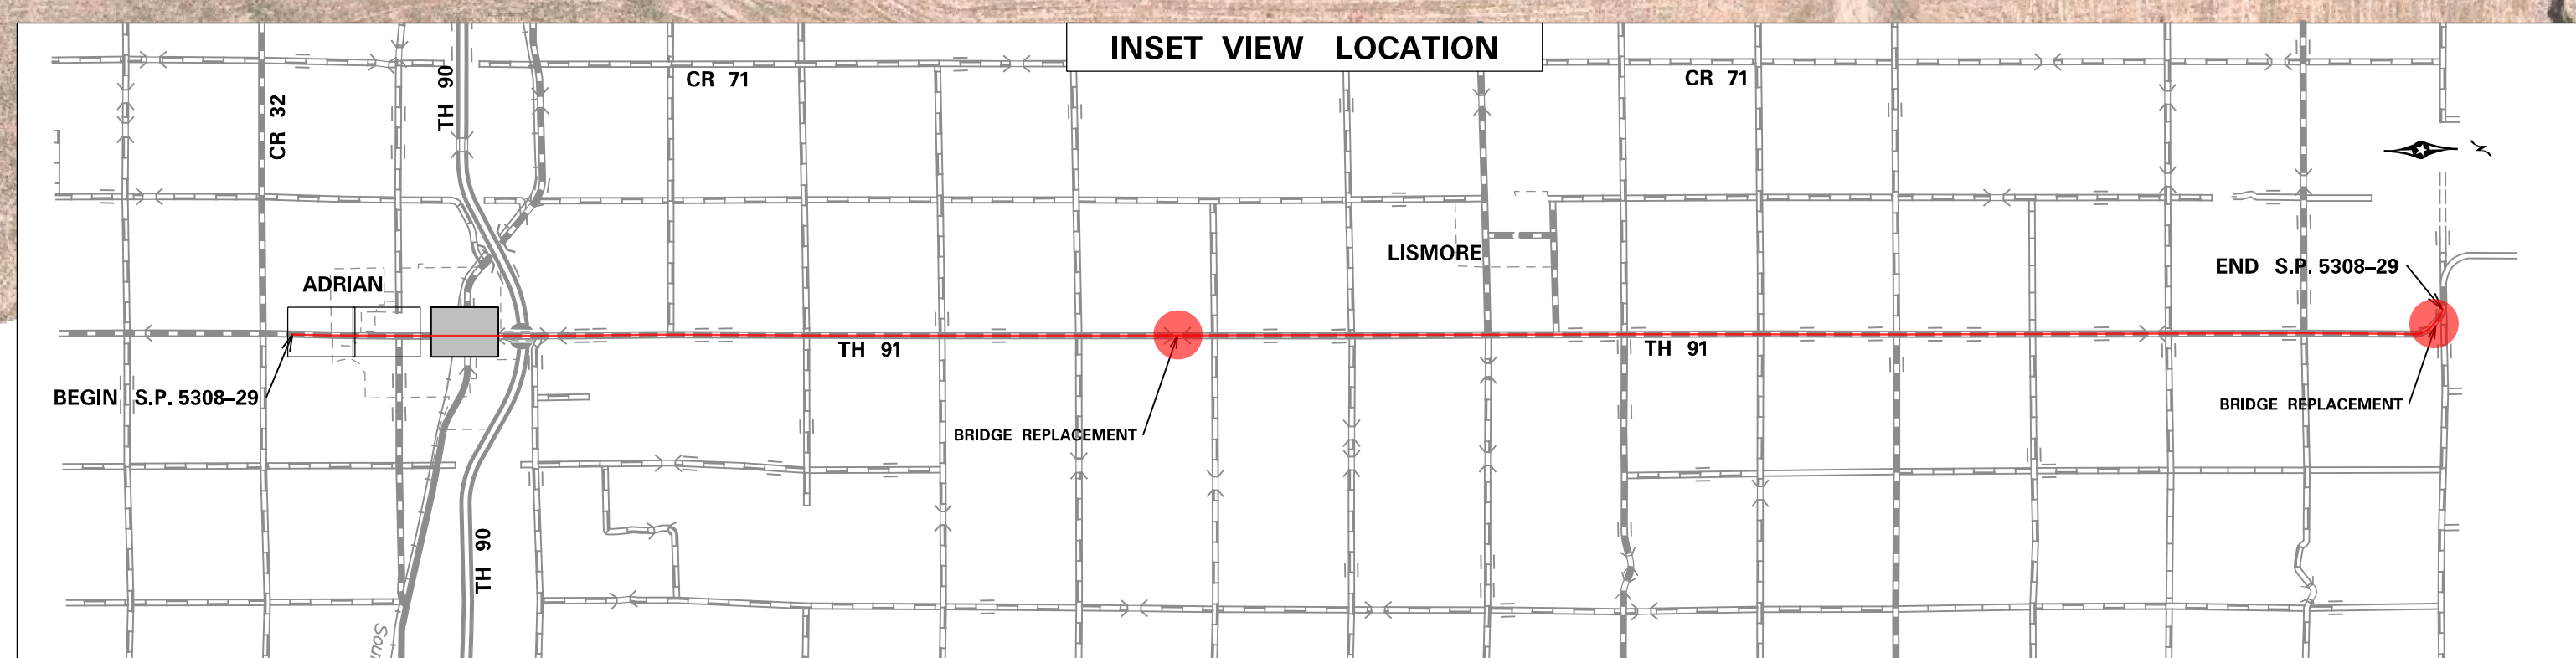 INSET VIEW LOCATION
TH 90
CR 71
CR 71
CR 32
LISMORE
END S.P. 5308–29
ADRIAN
TH 91
TH 91
BEGIN S.P. 5308–29
BRIDGE REPLACEMENT
BRIDGE REPLACEMENT
TH 90
Sou